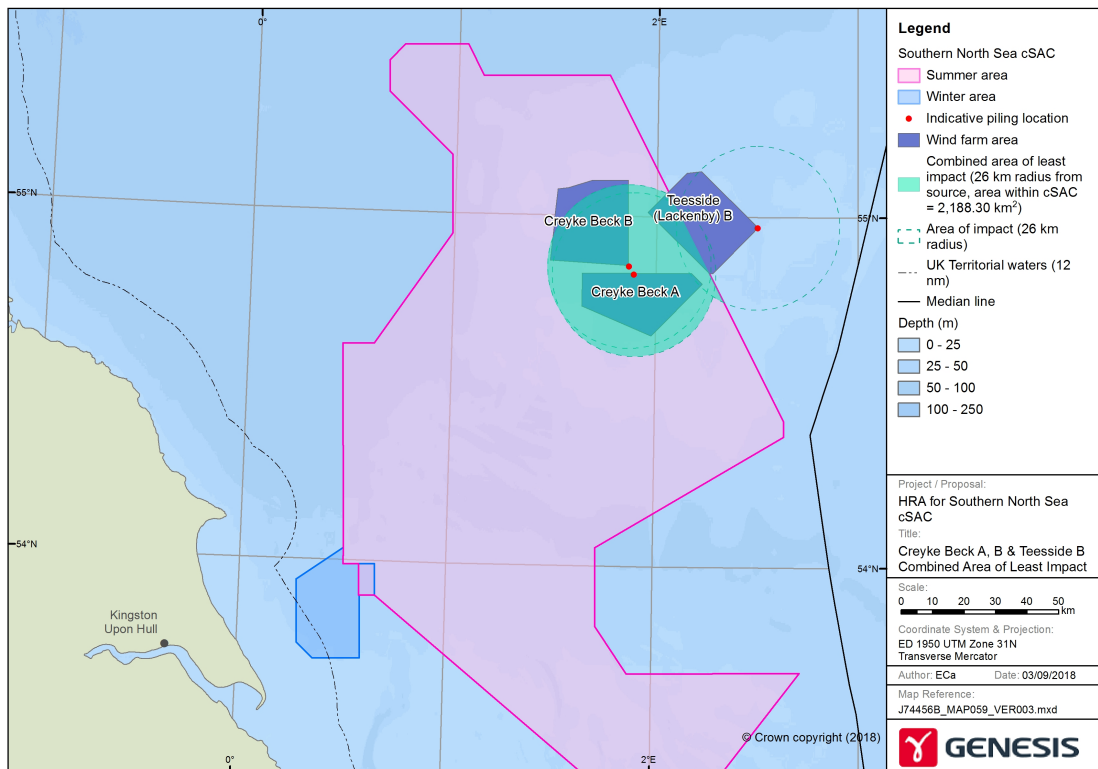 0°
2°E
55°N
55°N
Creyke Beck B
Teesside
(Lackenby) B
Creyke Beck A
54°N
54°N
Kingston
Upon Hull
0°
2°E
© Crown copyright (2018)
Legend
Southern North Sea cSAC
Summer area
Winter area
Indicative piling location
Wind farm area
Combined area of least
impact (26 km radius from
source, area within cSAC
= 2,188.30 km²)
Area of impact (26 km
radius)
UK Territorial waters (12
nm)
Median line
Depth (m)
0 - 25
25 - 50
50 - 100
100 - 250
Project / Proposal:
HRA for Southern North Sea
cSAC
Title:
Creyke Beck A, B & Teesside B
Combined Area of Least Impact
Scale:
0 10 20 30 40 50
km
Coordinate System & Projection:
ED 1950 UTM Zone 31N
Transverse Mercator
Author: ECa Date: 03/09/2018
Map Reference:
J74456B_MAP059_VER003.mxd
GENESIS